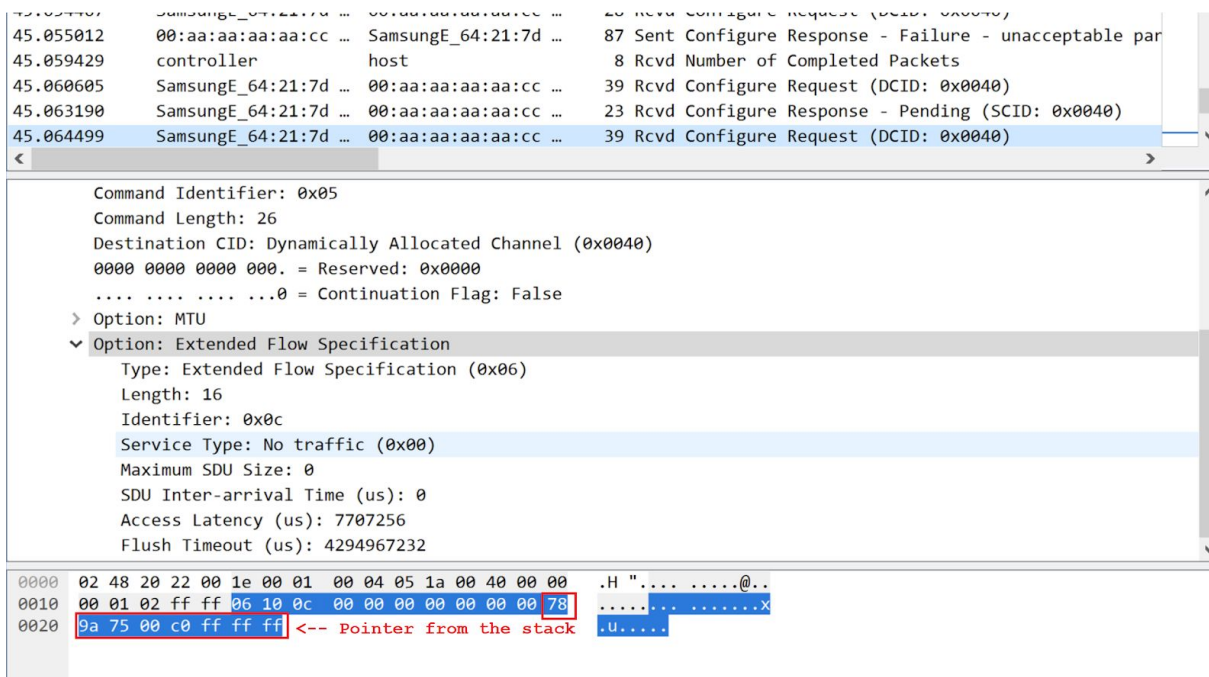 45.055012 00:aa:aa:aa:aa:cc … SamsungE_64:21:7d … 87 Sent Configure Response - Failure - unacceptable par
45.059429 controller host 8 Rcvd Number of Completed Packets
45.060605 SamsungE_64:21:7d … 00:aa:aa:aa:aa:cc … 39 Rcvd Configure Request (DCID: 0x0040)
45.063190 SamsungE_64:21:7d … 00:aa:aa:aa:aa:cc … 23 Rcvd Configure Response - Pending (SCID: 0x0040)
45.064499 SamsungE_64:21:7d … 00:aa:aa:aa:aa:cc … 39 Rcvd Configure Request (DCID: 0x0040)
Command Identifier: 0x05
Command Length: 26
Destination CID: Dynamically Allocated Channel (0x0040)
0000 0000 0000 000. = Reserved: 0x0000
.... .... .... ...0 = Continuation Flag: False
Option: MTU
Option: Extended Flow Specification
Type: Extended Flow Specification (0x06)
Length: 16
Identifier: 0x0c
Service Type: No traffic (0x00)
Maximum SDU Size: 0
SDU Inter-arrival Time (us): 0
Access Latency (us): 7707256
Flush Timeout (us): 4294967232
0000 02 48 20 22 00 1e 00 01 00 04 05 1a 00 40 00 00 .H ".... .....@..
0010 00 01 02 ff ff 06 10 0c 00 00 00 00 00 00 00 78 ........ .......x
0020 9a 75 00 c0 ff ff ff <-- Pointer from the stack .u.....